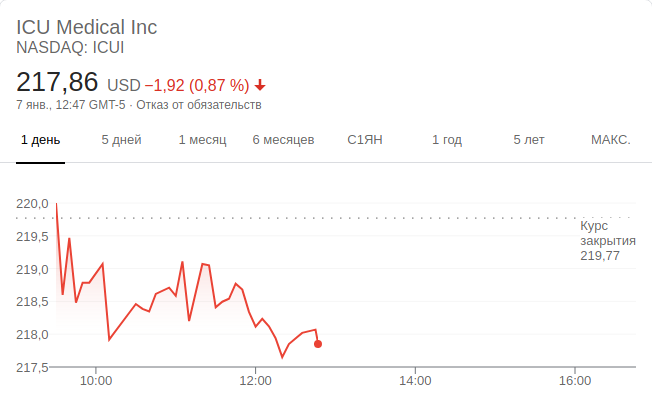 ICU Medical Inc
NASDAQ: ICUI
217,86 USD −1,92 (0,87 %)
7 янв., 12:47 GMT-5 · Отказ от обязательств
1 день 5 дней 1 месяц 6 месяцев С1ЯН 1 год 5 лет МАКС.
220,0
219,5
219,0
218,5
218,0
217,5
Курс
закрытия
219,77
10:00 12:00 14:00 16:00